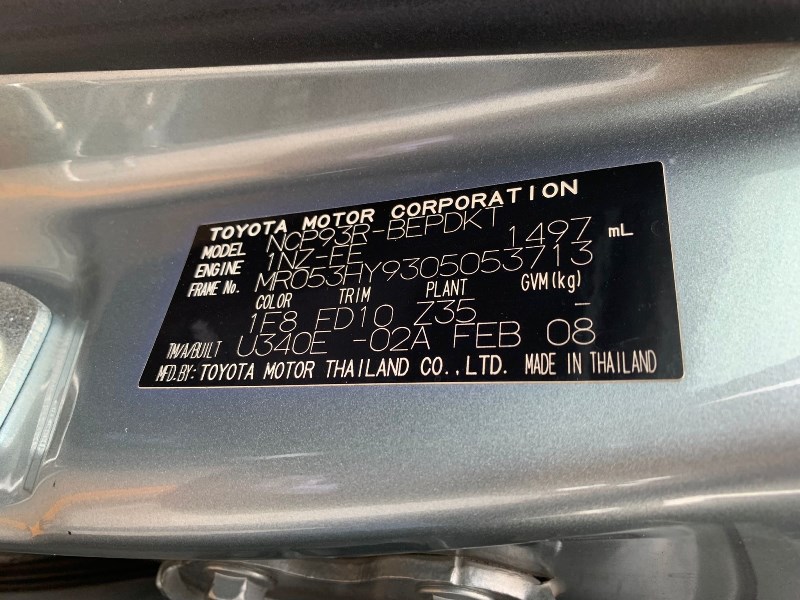 TOYOTA MOTOR CORPORATION
MODEL NCP93R-BEPDKT
ENGINE 1NZ-FE 1497 mL
FRAME No. MR053HY9305053713
COLOR TRIM PLANT GVM(kg)
1F8 FD10 Z35 -
TM/A/BUILT U340E -02A FEB 08
MFD.BY: TOYOTA MOTOR THAILAND CO.,LTD. MADE IN THAILAND